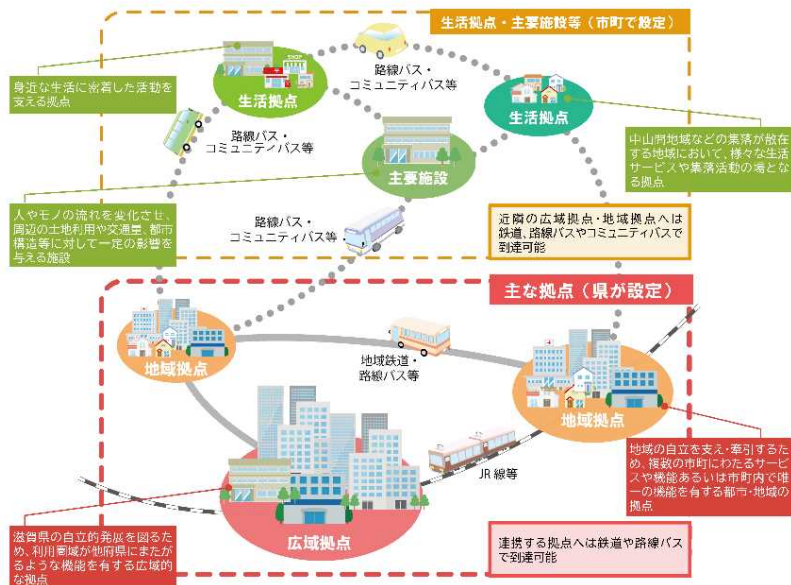 生活拠点・主要施設等（市町で設定）
身近な生活に密着した活動を
支える拠点
SHOP
生活拠点
路線バス・
コミュニティバス等
生活拠点
路線バス・
コミュニティバス等
主要施設
中山間地域などの集落が散在
する地域において、様々な生活
サービスや集落活動の場とな
る拠点
人やモノの流れを変化させ、
周辺の土地利用や交通量、都市
構造等に対して一定の影響を
与える施設
路線バス・
コミュニティバス等
近隣の広域拠点・地域拠点へは
鉄道、路線バスやコミュニティバスで
到達可能
主な拠点（県が設定）
地域拠点
地域鉄道・
路線バス等
地域拠点
JR線等
広域拠点
地域の自立を支え・牽引するた
め、複数の市町にわたるサービ
スや機能あるいは市町内で唯
一の機能を有する都市・地域の
拠点
滋賀県の自立的発展を図るた
め、利用圏域が他府県にまたが
るような機能を有する広域的
な拠点
連携する拠点へは鉄道や路線バス
で到達可能